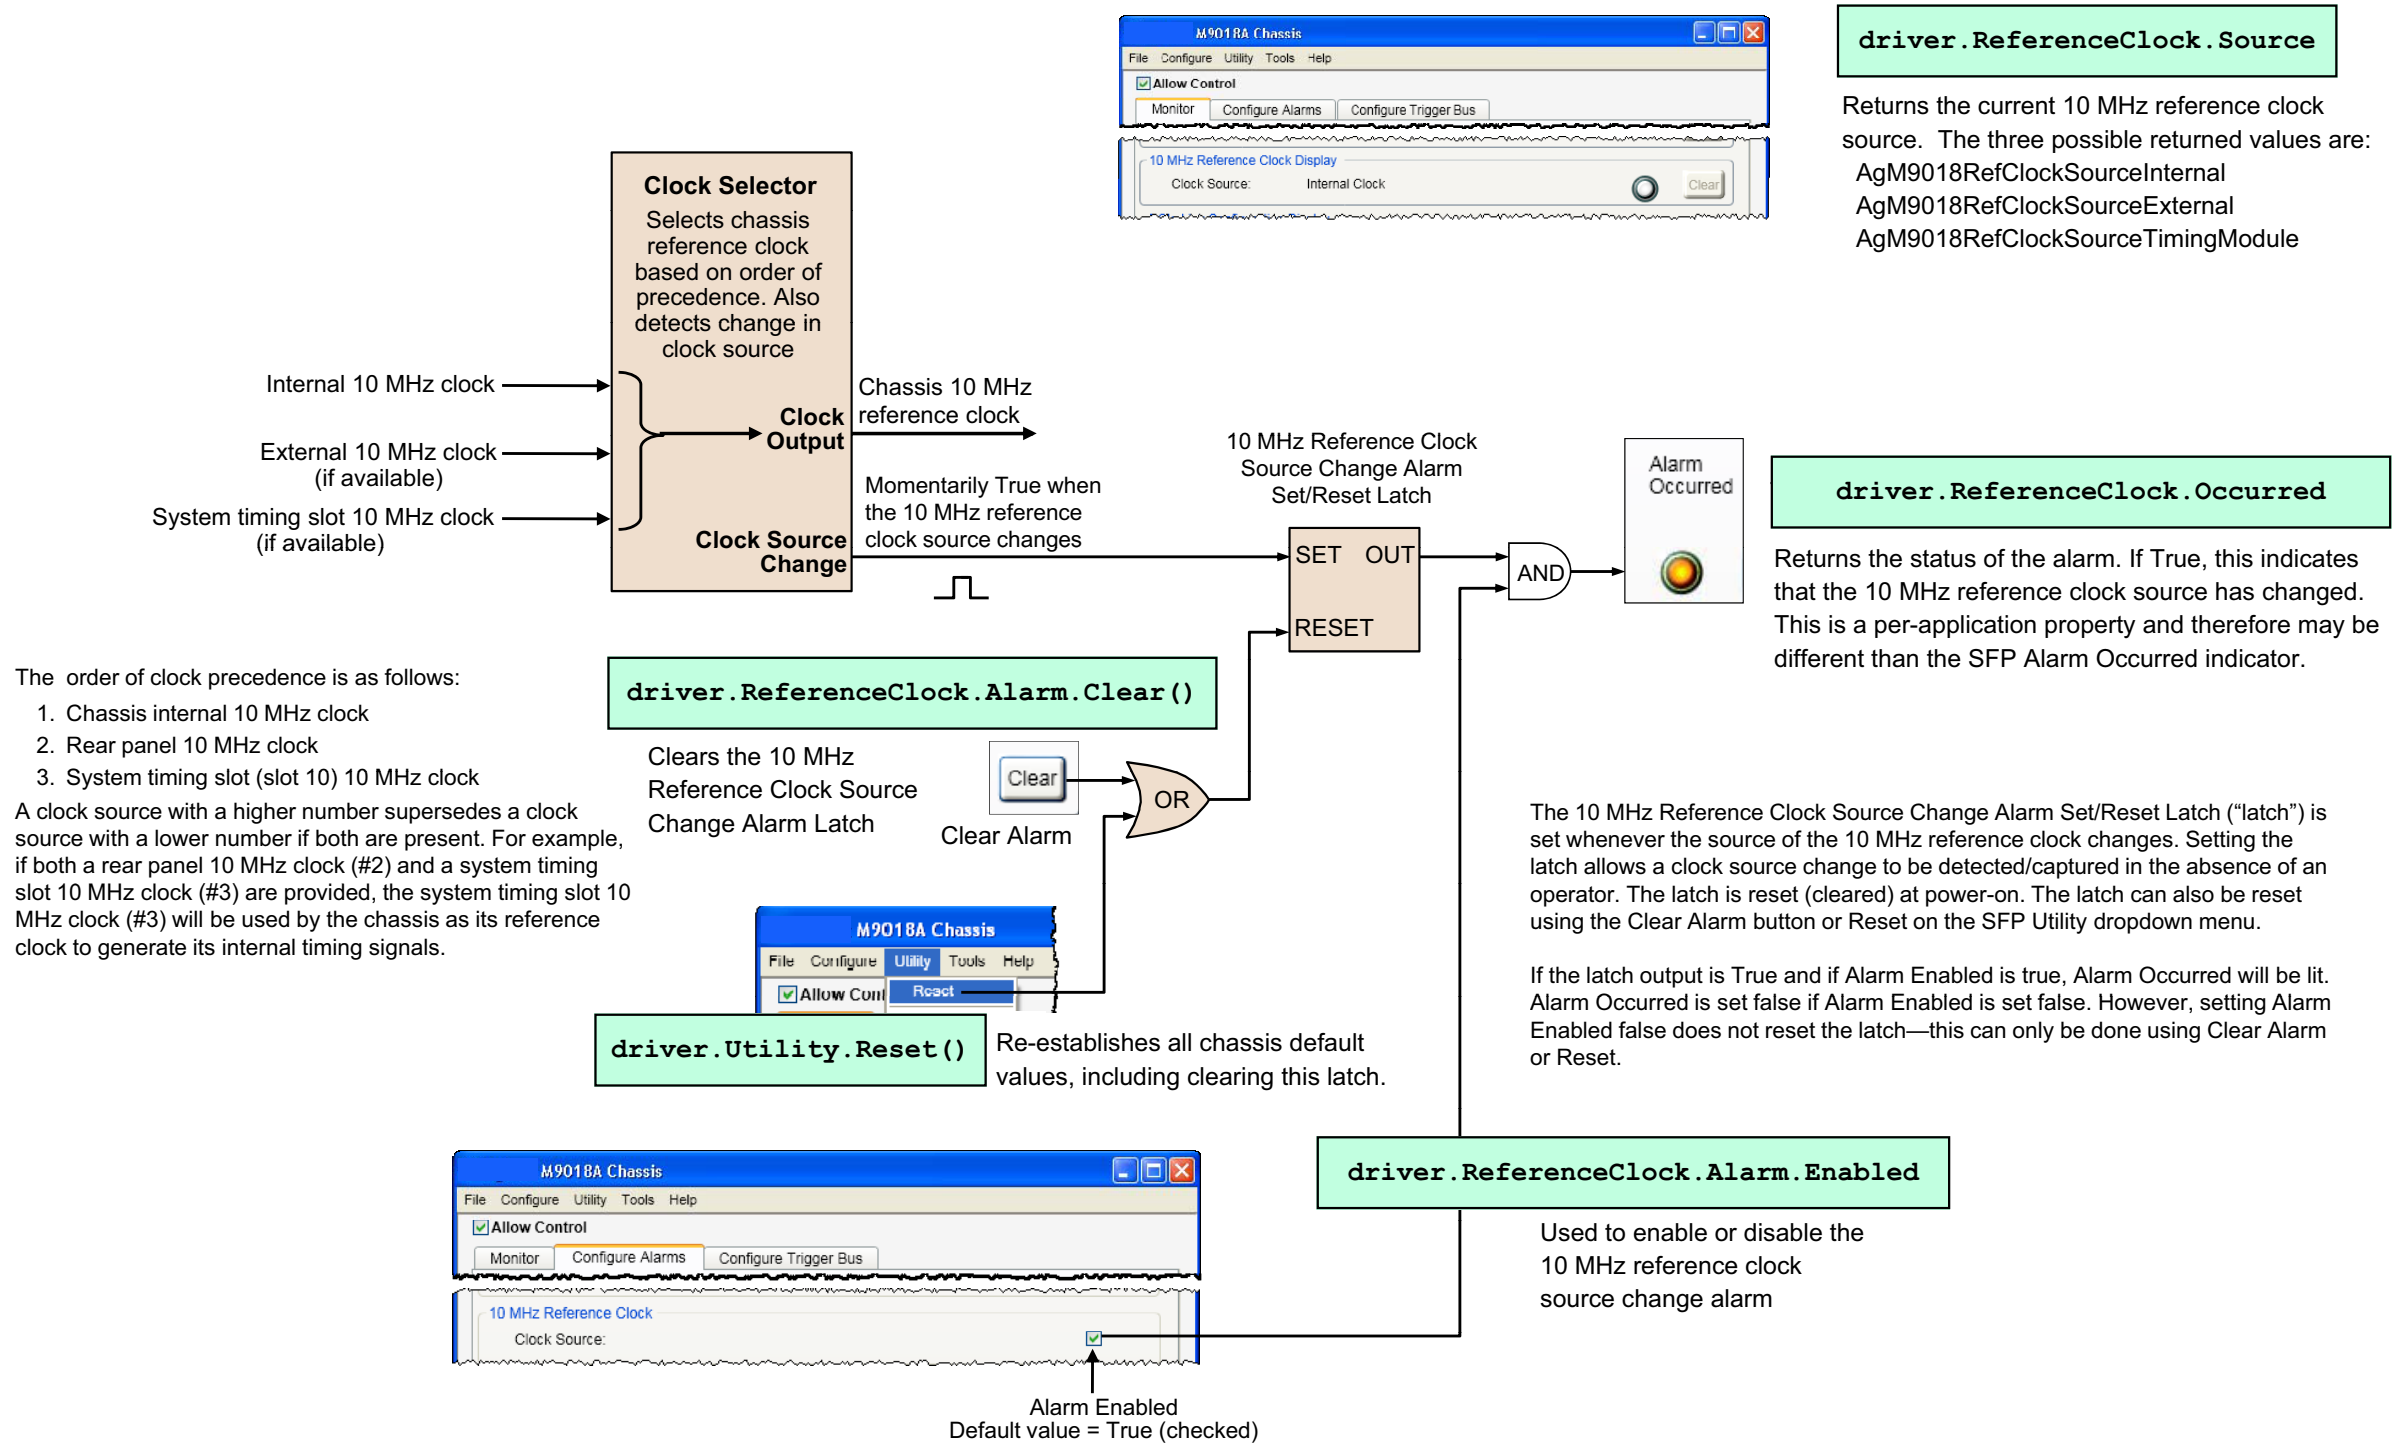 M9018A Chassis
File Configure Utility Tools Help
Allow Control
Monitor Configure Alarms Configure Trigger Bus
10 MHz Reference Clock Display
Clock Source: Internal Clock Clear
driver.ReferenceClock.Source
Returns the current 10 MHz reference clock
source. The three possible returned values are:
AgM9018RefClockSourceInternal
AgM9018RefClockSourceExternal
AgM9018RefClockSourceTimingModule
Clock Selector
Selects chassis
reference clock
based on order of
precedence. Also
detects change in
clock source
Internal 10 MHz clock
External 10 MHz clock
(if available)
System timing slot 10 MHz clock
(if available)
Clock
Output
Clock Source
Change
Chassis 10 MHz
reference clock
Momentarily True when
the 10 MHz reference
clock source changes
10 MHz Reference Clock
Source Change Alarm
Set/Reset Latch
SET OUT
RESET
AND
Alarm
Occurred
driver.ReferenceClock.Occurred
Returns the status of the alarm. If True, this indicates
that the 10 MHz reference clock source has changed.
This is a per-application property and therefore may be
different than the SFP Alarm Occurred indicator.
The order of clock precedence is as follows:
1. Chassis internal 10 MHz clock
2. Rear panel 10 MHz clock
3. System timing slot (slot 10) 10 MHz clock
A clock source with a higher number supersedes a clock
source with a lower number if both are present. For example,
if both a rear panel 10 MHz clock (#2) and a system timing
slot 10 MHz clock (#3) are provided, the system timing slot 10
MHz clock (#3) will be used by the chassis as its reference
clock to generate its internal timing signals.
driver.ReferenceClock.Alarm.Clear()
Clears the 10 MHz
Reference Clock Source
Change Alarm Latch
Clear
Clear Alarm
OR
M9018A Chassis
File Configure Utility Tools Help
Allow Cont Reset
driver.Utility.Reset()
Re-establishes all chassis default
values, including clearing this latch.
The 10 MHz Reference Clock Source Change Alarm Set/Reset Latch (“latch”) is
set whenever the source of the 10 MHz reference clock changes. Setting the
latch allows a clock source change to be detected/captured in the absence of an
operator. The latch is reset (cleared) at power-on. The latch can also be reset
using the Clear Alarm button or Reset on the SFP Utility dropdown menu.
If the latch output is True and if Alarm Enabled is true, Alarm Occurred will be lit.
Alarm Occurred is set false if Alarm Enabled is set false. However, setting Alarm
Enabled false does not reset the latch—this can only be done using Clear Alarm
or Reset.
driver.ReferenceClock.Alarm.Enabled
Used to enable or disable the
10 MHz reference clock
source change alarm
M9018A Chassis
File Configure Utility Tools Help
Allow Control
Monitor Configure Alarms Configure Trigger Bus
10 MHz Reference Clock
Clock Source:
Alarm Enabled
Default value = True (checked)